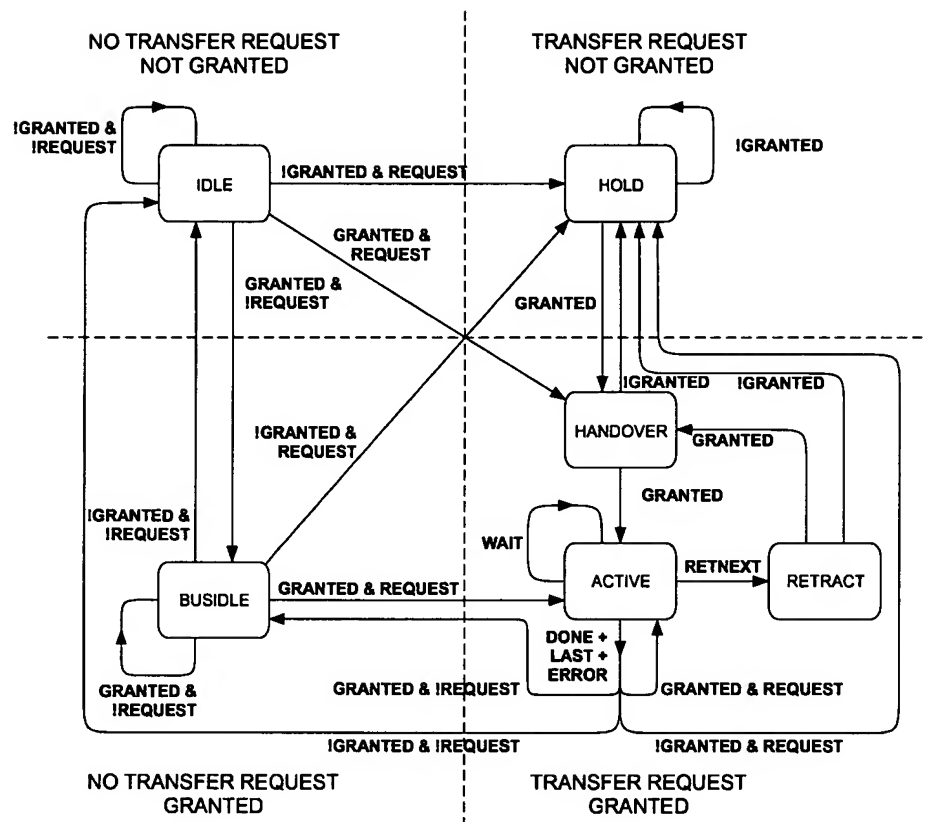 NO TRANSFER REQUEST
NOT GRANTED
TRANSFER REQUEST
NOT GRANTED
!GRANTED &
!REQUEST
!GRANTED
IDLE
!GRANTED & REQUEST
HOLD
GRANTED &
REQUEST
GRANTED &
!REQUEST
GRANTED
!GRANTED
!GRANTED
HANDOVER
GRANTED
!GRANTED &
REQUEST
GRANTED
!GRANTED &
!REQUEST
WAIT
ACTIVE
RETNEXT
RETRACT
BUSIDLE
GRANTED & REQUEST
DONE +
LAST +
ERROR
GRANTED &
!REQUEST
GRANTED & !REQUEST
GRANTED & REQUEST
!GRANTED & !REQUEST
!GRANTED & REQUEST
NO TRANSFER REQUEST
GRANTED
TRANSFER REQUEST
GRANTED